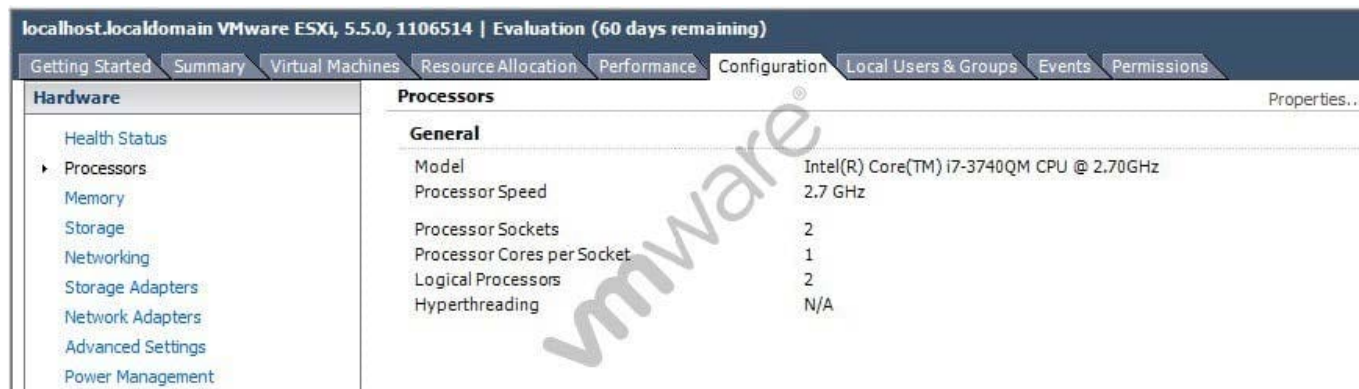 localhost.localdomain VMware ESXi, 5.5.0, 1106514 | Evaluation (60 days remaining)
Getting Started Summary Virtual Machines Resource Allocation Performance Configuration Local Users & Groups Events Permissions
Hardware
Health Status
Processors
Memory
Storage
Networking
Storage Adapters
Network Adapters
Advanced Settings
Power Management
Processors Properties..
General
Model Intel(R) Core(TM) i7-3740QM CPU @ 2.70GHz
Processor Speed 2.7 GHz
Processor Sockets 2
Processor Cores per Socket 1
Logical Processors 2
Hyperthreading N/A
vmware®